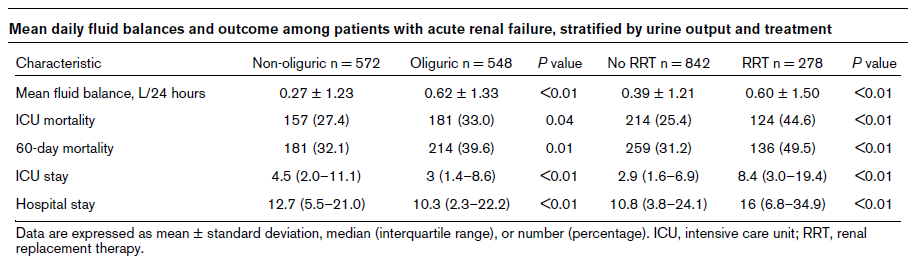 Mean daily fluid balances and outcome among patients with acute renal failure, stratified by urine output and treatment
Characteristic Non-oliguric n = 572 Oliguric n = 548 P value No RRT n = 842 RRT n = 278 P value
Mean fluid balance, L/24 hours 0.27 ± 1.23 0.62 ± 1.33 <0.01 0.39 ± 1.21 0.60 ± 1.50 <0.01
ICU mortality 157 (27.4) 181 (33.0) 0.04 214 (25.4) 124 (44.6) <0.01
60-day mortality 181 (32.1) 214 (39.6) 0.01 259 (31.2) 136 (49.5) <0.01
ICU stay 4.5 (2.0–11.1) 3 (1.4–8.6) <0.01 2.9 (1.6–6.9) 8.4 (3.0–19.4) <0.01
Hospital stay 12.7 (5.5–21.0) 10.3 (2.3–22.2) <0.01 10.8 (3.8–24.1) 16 (6.8–34.9) <0.01
Data are expressed as mean ± standard deviation, median (interquartile range), or number (percentage). ICU, intensive care unit; RRT, renal
replacement therapy.